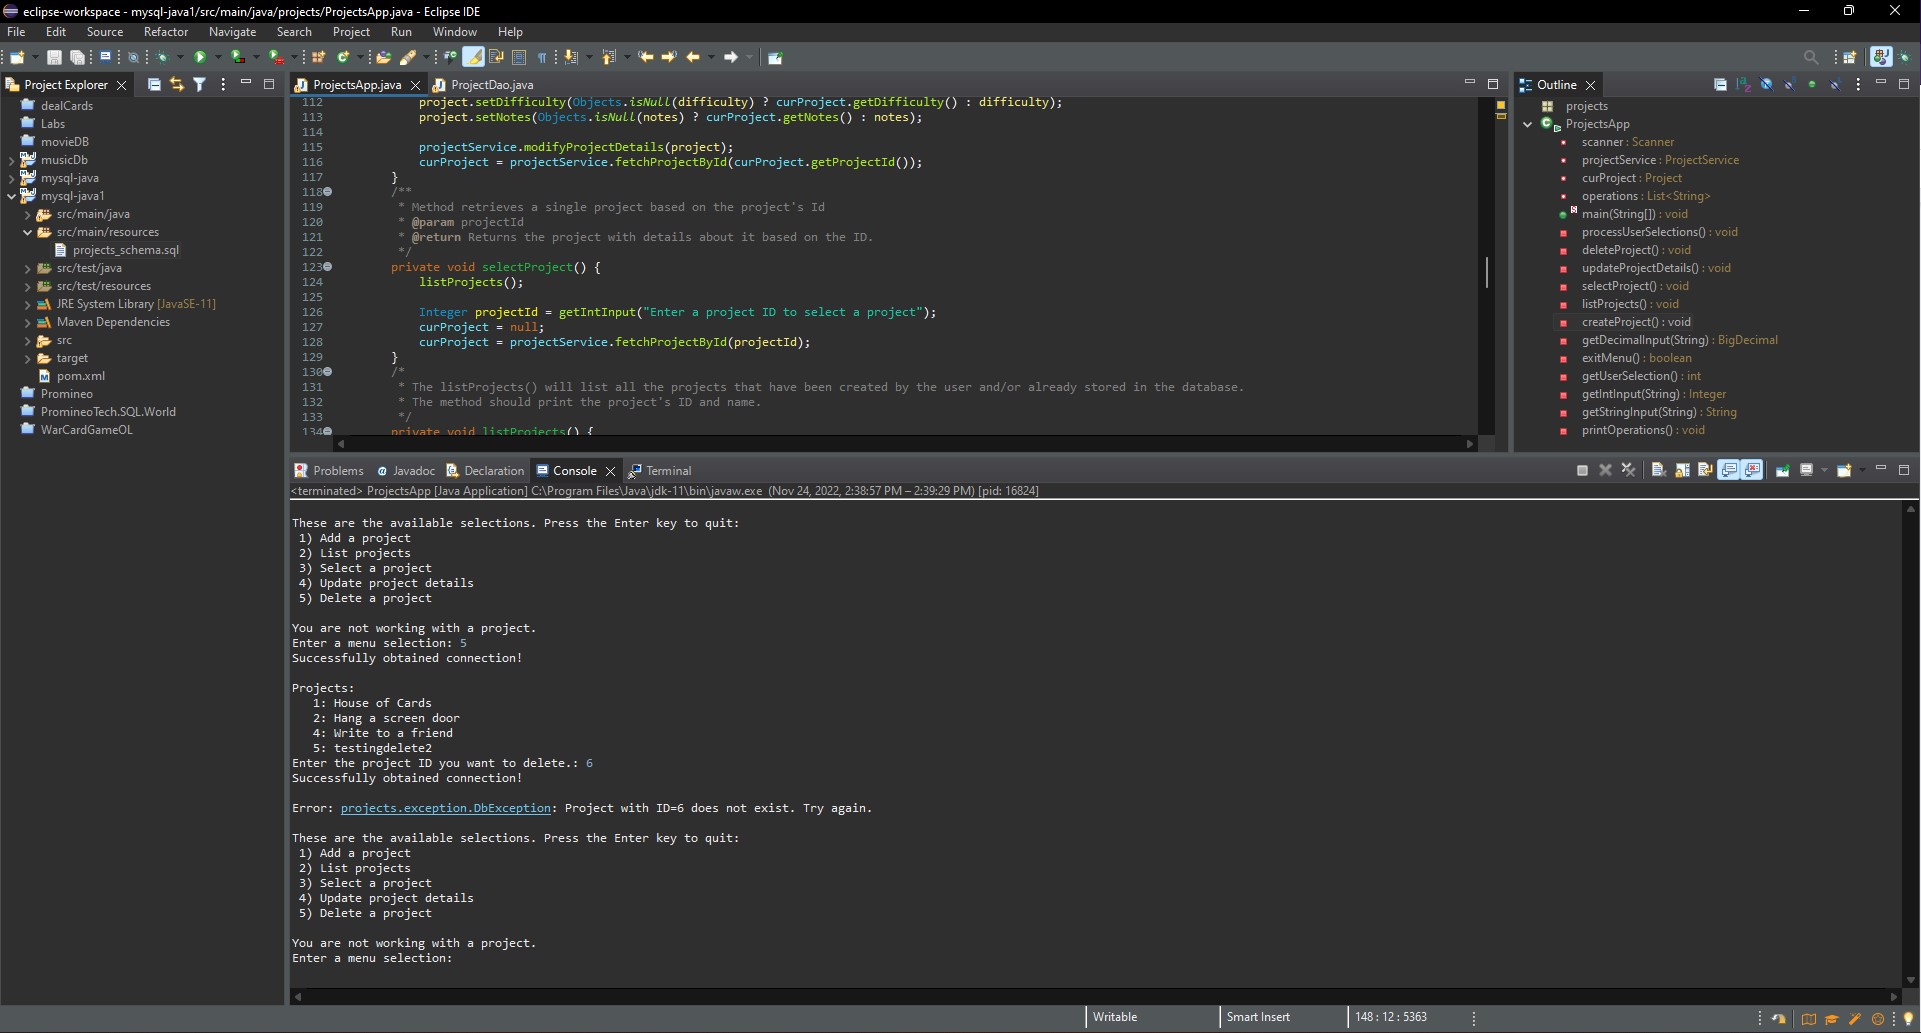 eclipse-workspace - mysql-java1/src/main/java/projects/ProjectsApp.java - Eclipse IDE
File Edit Source Refactor Navigate Search Project Run Window Help
Project Explorer
dealCards
Labs
movieDB
musicDb
mysql-java
mysql-java1
src/main/java
src/main/resources
projects_schema.sql
src/test/java
src/test/resources
JRE System Library [JavaSE-11]
Maven Dependencies
src
target
pom.xml
Promineo
PromineoTech.SQL.World
WarCardGameOL
ProjectsApp.java ProjectDao.java
112 project.setDifficulty(Objects.isNull(difficulty) ? curProject.getDifficulty() : difficulty);
113 project.setNotes(Objects.isNull(notes) ? curProject.getNotes() : notes);
114
115 projectService.modifyProjectDetails(project);
116 curProject = projectService.fetchProjectById(curProject.getProjectId());
117 }
118 /**
119 * Method retrieves a single project based on the project's Id
120 * @param projectId
121 * @return Returns the project with details about it based on the ID.
122 */
123 private void selectProject() {
124 listProjects();
125
126 Integer projectId = getIntInput("Enter a project ID to select a project");
127 curProject = null;
128 curProject = projectService.fetchProjectById(projectId);
129 }
130 /*
131 * The listProjects() will list all the projects that have been created by the user and/or already stored in the database.
132 * The method should print the project's ID and name.
133 */
134 private void listProjects() {
Outline
projects
ProjectsApp
scanner : Scanner
projectService : ProjectService
curProject : Project
operations : List<String>
main(String[]) : void
processUserSelections() : void
deleteProject() : void
updateProjectDetails() : void
selectProject() : void
listProjects() : void
createProject() : void
getDecimalInput(String) : BigDecimal
exitMenu() : boolean
getUserSelection() : int
getIntInput(String) : Integer
getStringInput(String) : String
printOperations() : void
Problems Javadoc Declaration Console Terminal
<terminated> ProjectsApp [Java Application] C:\Program Files\Java\jdk-11\bin\javaw.exe (Nov 24, 2022, 2:38:57 PM – 2:39:29 PM) [pid: 16824]
These are the available selections. Press the Enter key to quit:
1) Add a project
2) List projects
3) Select a project
4) Update project details
5) Delete a project
You are not working with a project.
Enter a menu selection: 5
Successfully obtained connection!
Projects:
1: House of Cards
2: Hang a screen door
4: Write to a friend
5: testingdelete2
Enter the project ID you want to delete.: 6
Successfully obtained connection!
Error: projects.exception.DbException: Project with ID=6 does not exist. Try again.
These are the available selections. Press the Enter key to quit:
1) Add a project
2) List projects
3) Select a project
4) Update project details
5) Delete a project
You are not working with a project.
Enter a menu selection:
Writable Smart Insert 148 : 12 : 5363